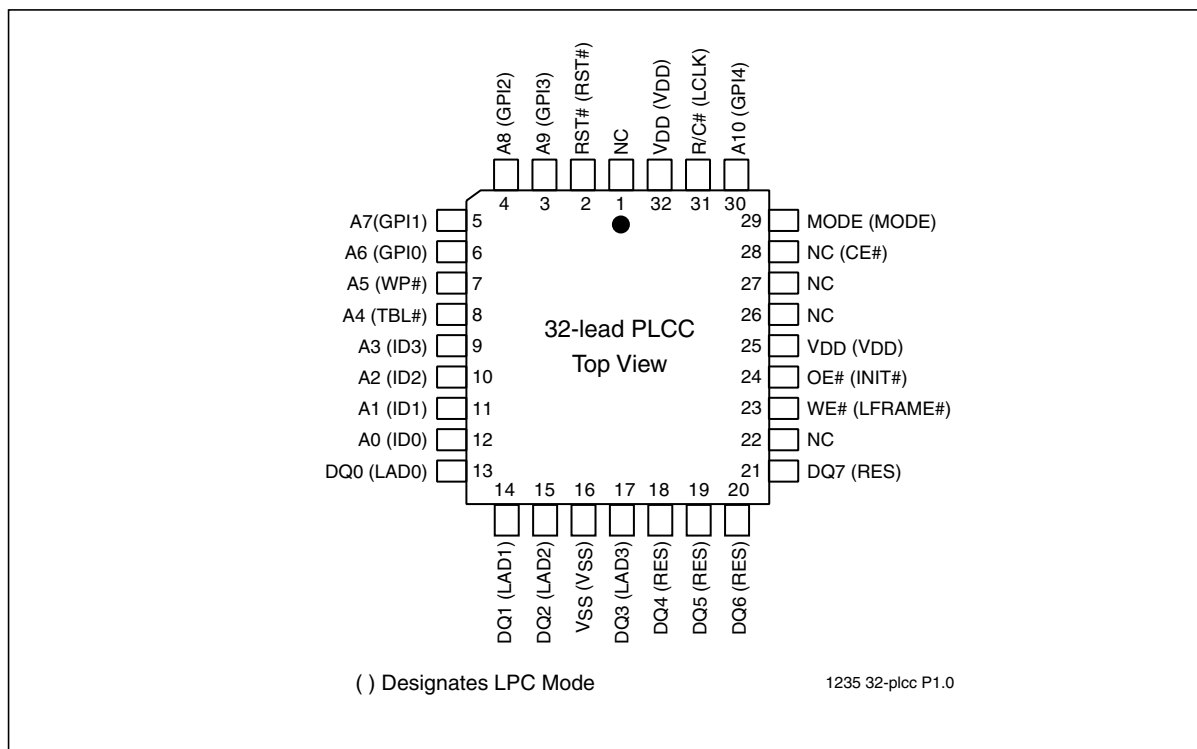 A8 (GPI2)
A9 (GPI3)
RST# (RST#)
NC
VDD (VDD)
R/C# (LCLK)
A10 (GPI4)
4
3
2
1
32
31
30
A7(GPI1)
5
A6 (GPI0)
6
A5 (WP#)
7
A4 (TBL#)
8
A3 (ID3)
9
A2 (ID2)
10
A1 (ID1)
11
A0 (ID0)
12
DQ0 (LAD0)
13
32-lead PLCC
Top View
29
MODE (MODE)
28
NC (CE#)
27
NC
26
NC
25
VDD (VDD)
24
OE# (INIT#)
23
WE# (LFRAME#)
22
NC
21
DQ7 (RES)
14
15
16
17
18
19
20
DQ1 (LAD1)
DQ2 (LAD2)
VSS (VSS)
DQ3 (LAD3)
DQ4 (RES)
DQ5 (RES)
DQ6 (RES)
( ) Designates LPC Mode
1235 32-plcc P1.0